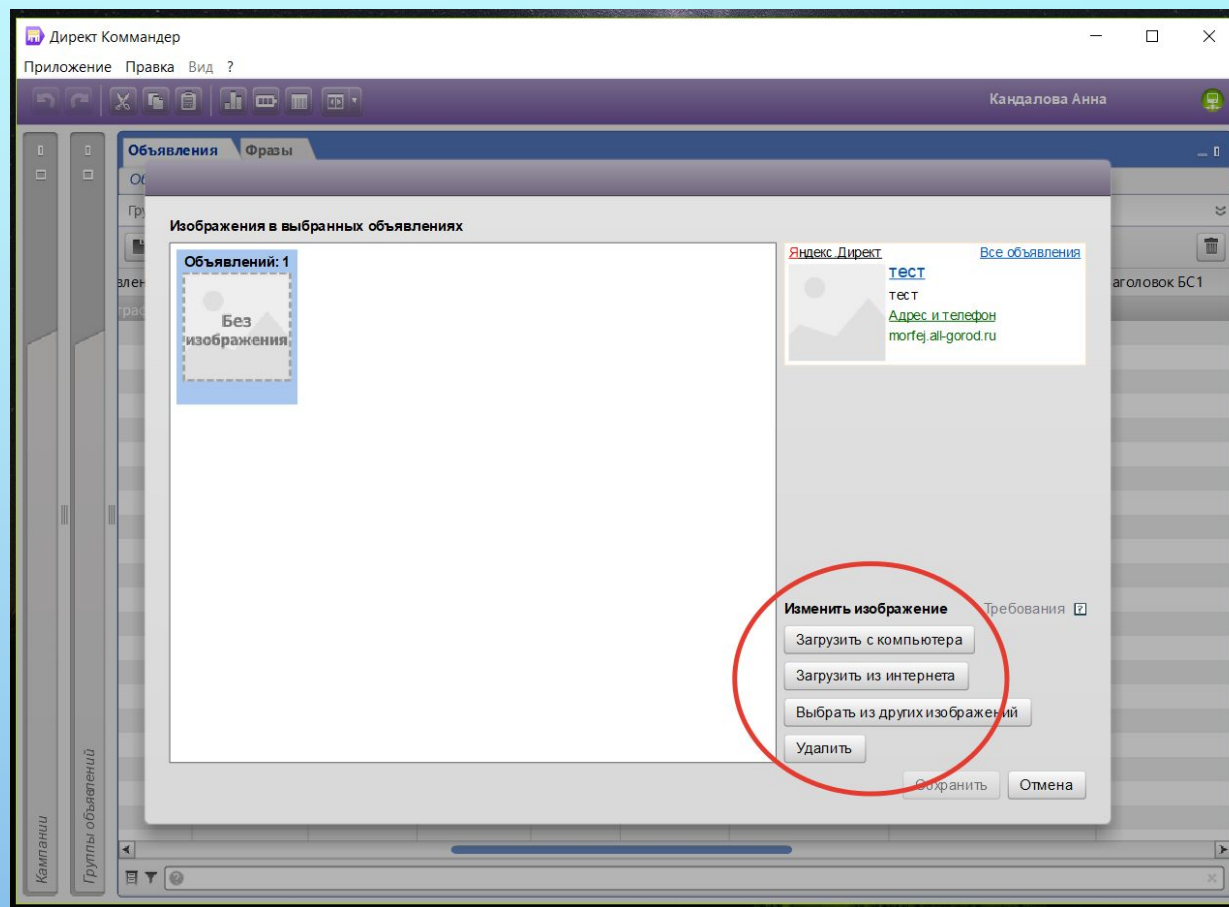 Директ Коммандер
Приложение Правка Вид ?
Кандалова Анна
Объявления Фразы
Изображения в выбранных объявлениях
Объявлений: 1
Без
изображения
Яндекс.Директ Все объявления
тест
тест
Адрес и телефон
morfej.all-gorod.ru
аголовок БС1
Изменить изображение Требования ?
Загрузить с компьютера
Загрузить из интернета
Выбрать из других изображений
Удалить
Сохранить Отмена
Кампании
Группы объявлений